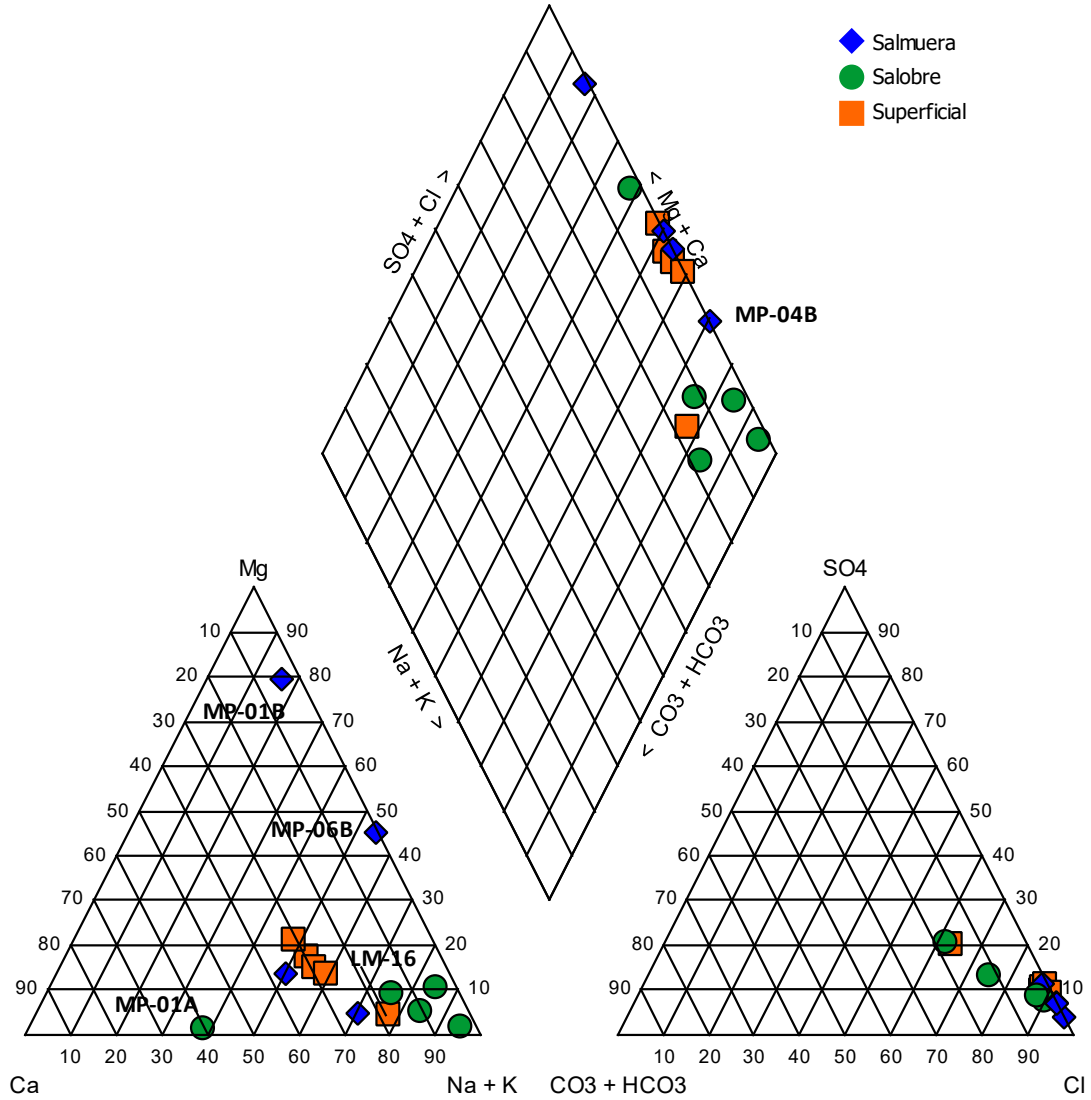 Salmuera
Salobre
Superficial
SO4 + Cl >
< Mg + Ca
MP-04B
Na + K >
< CO3 + HCO3
Mg
SO4
10 90
10 90
20 80
20 80
MP-01B
30 70
30 70
40 60
40 60
50 50
50 50
MP-06B
60 40
60 40
70 30
70 30
80 20
80 20
LM-16
90 10
90 10
MP-01A
10 20 30 40 50 60 70 80 90
10 20 30 40 50 60 70 80 90
Ca Na + K CO3 + HCO3 Cl